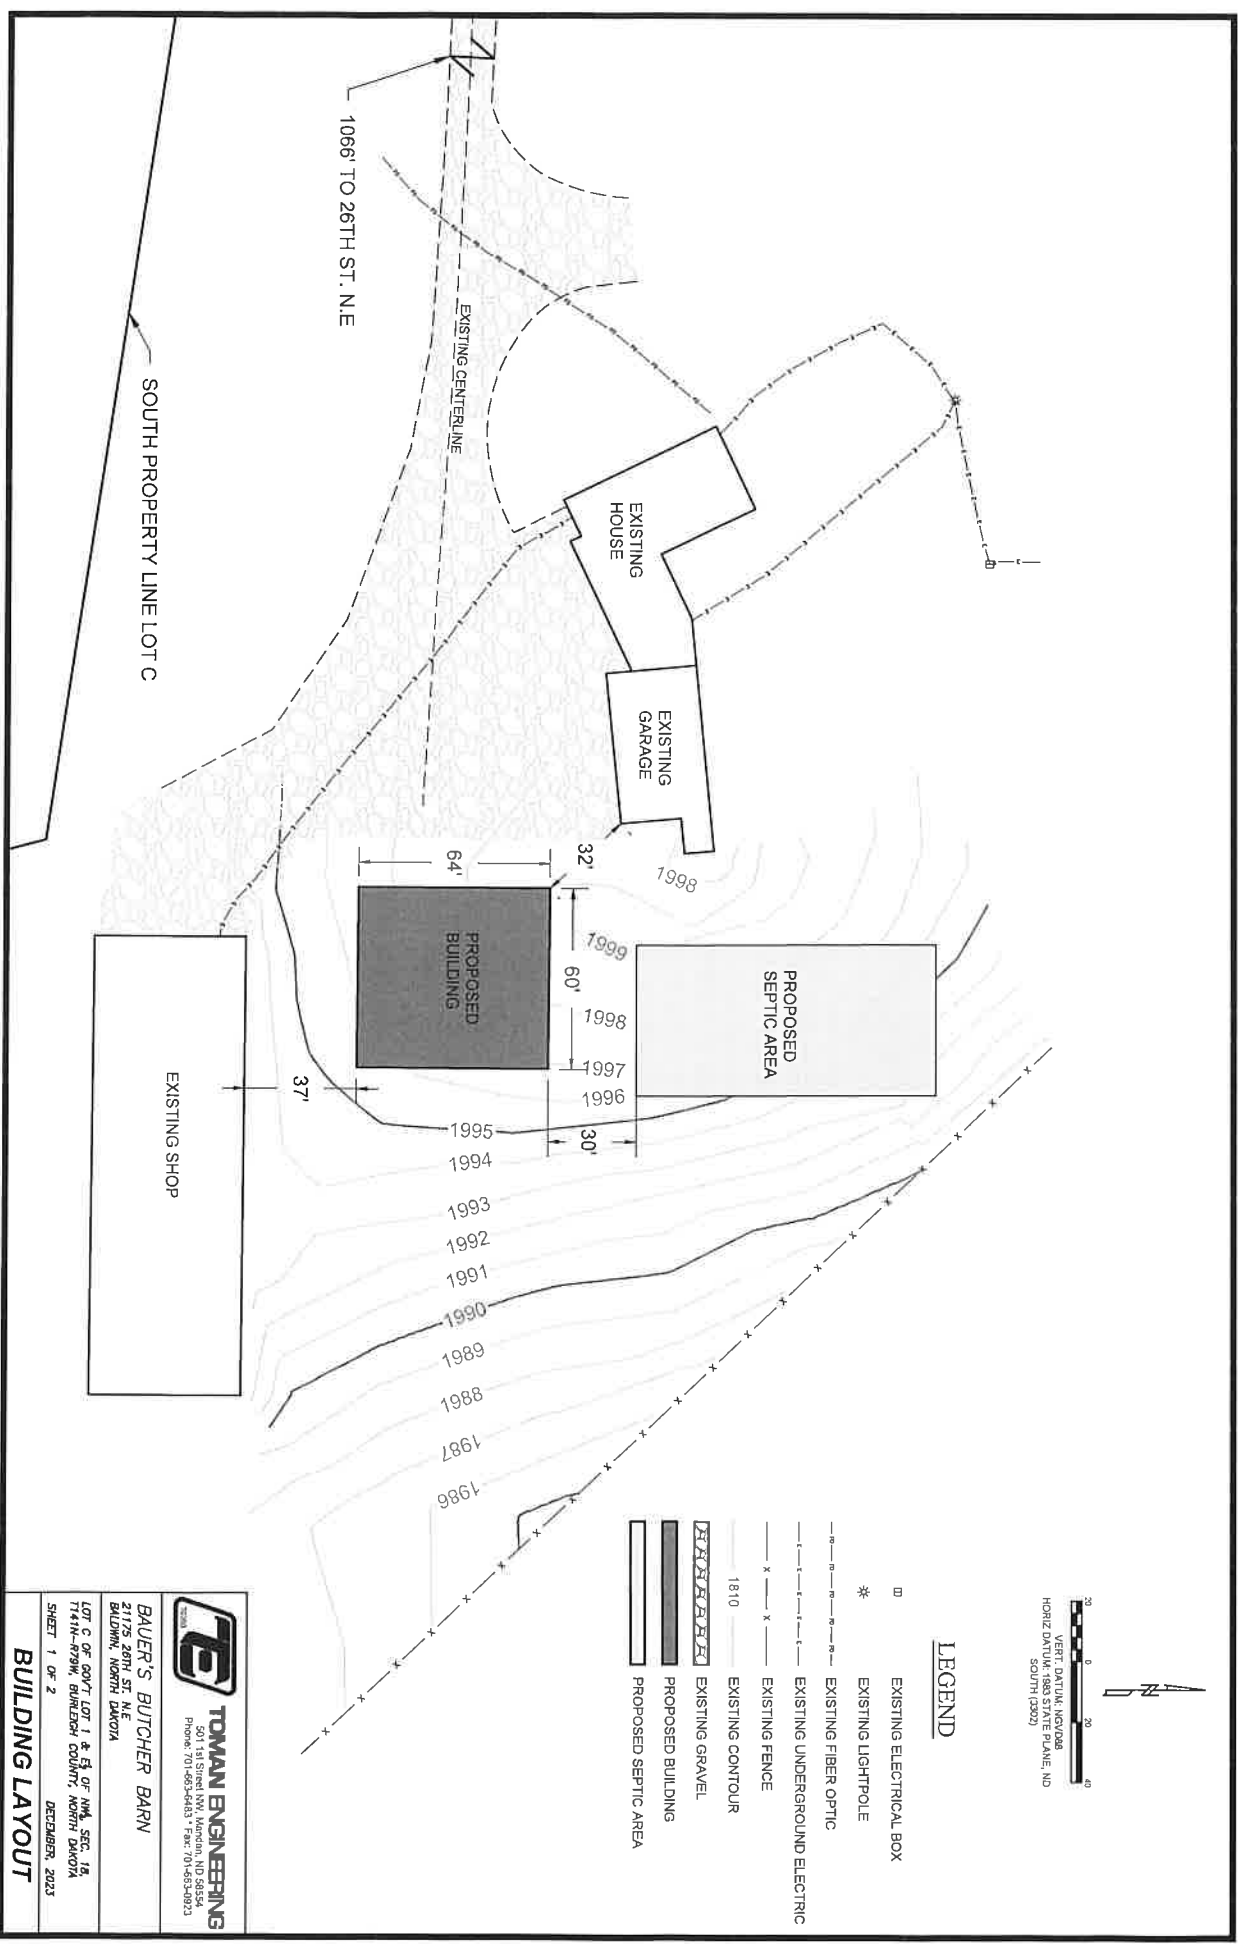 1066' TO 26TH ST. N.E
EXISTING CENTERLINE
SOUTH PROPERTY LINE LOT C
EXISTING
HOUSE
EXISTING
GARAGE
32'
64'
60'
PROPOSED
BUILDING
PROPOSED
SEPTIC AREA
37'
30'
EXISTING SHOP
1998
1999
1998
1997
1996
1995
1994
1993
1992
1991
1990
1989
1988
1987
1986
N
20
0
20
40
VERT. DATUM: NGVD88
HORIZ DATUM: 1983 STATE PLANE, ND
SOUTH (3302)
LEGEND
EXISTING ELECTRICAL BOX
EXISTING LIGHTPOLE
EXISTING FIBER OPTIC
EXISTING UNDERGROUND ELECTRIC
EXISTING FENCE
1810
EXISTING CONTOUR
EXISTING GRAVEL
PROPOSED BUILDING
PROPOSED SEPTIC AREA
TOMAN ENGINEERING
501 1st Street NW, Mandan, ND 58554
Phone: 701-663-6483 * Fax: 701-663-0923
BAUER'S BUTCHER BARN
21175 26TH ST. N.E
BALDWIN, NORTH DAKOTA
LOT C OF GOV'T LOT 1 & E½ OF NW¼, SEC. 18,
T141N-R79W, BURLEIGH COUNTY, NORTH DAKOTA
SHEET 1 OF 2
DECEMBER, 2023
BUILDING LAYOUT